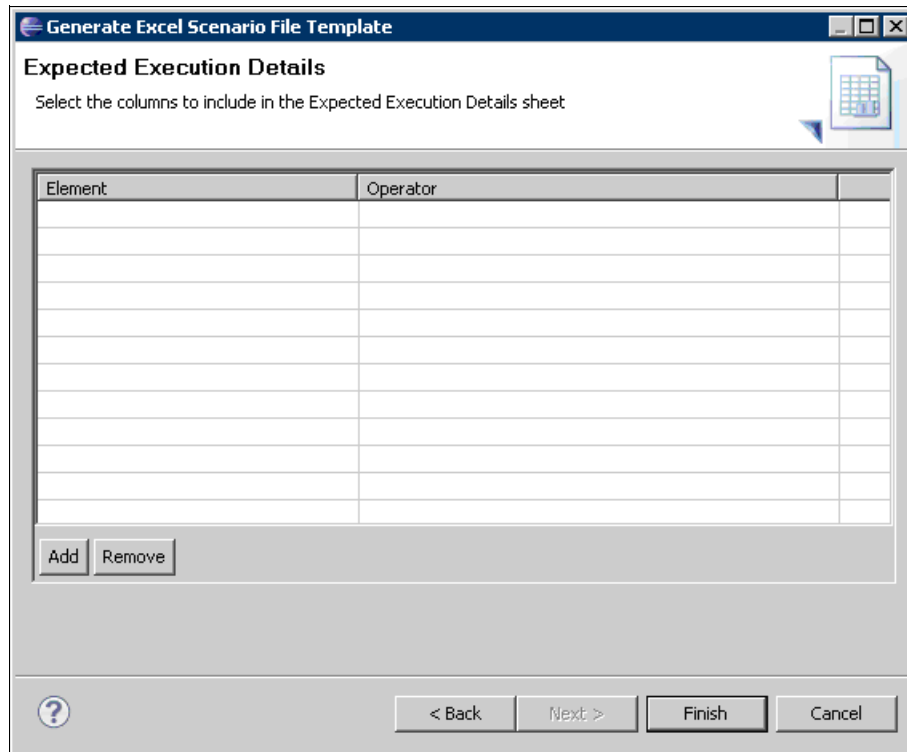 Generate Excel Scenario File Template
Expected Execution Details
Select the columns to include in the Expected Execution Details sheet
Element Operator
Add Remove
? < Back Next > Finish Cancel